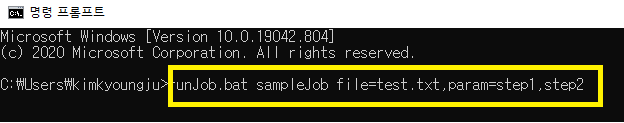 명령 프롬프트
Microsoft Windows [Version 10.0.19042.804]
(c) 2020 Microsoft Corporation. All rights reserved.
C:₩Users₩kimkyoungju>runJob.bat sampleJob file=test.txt,param=step1,step2